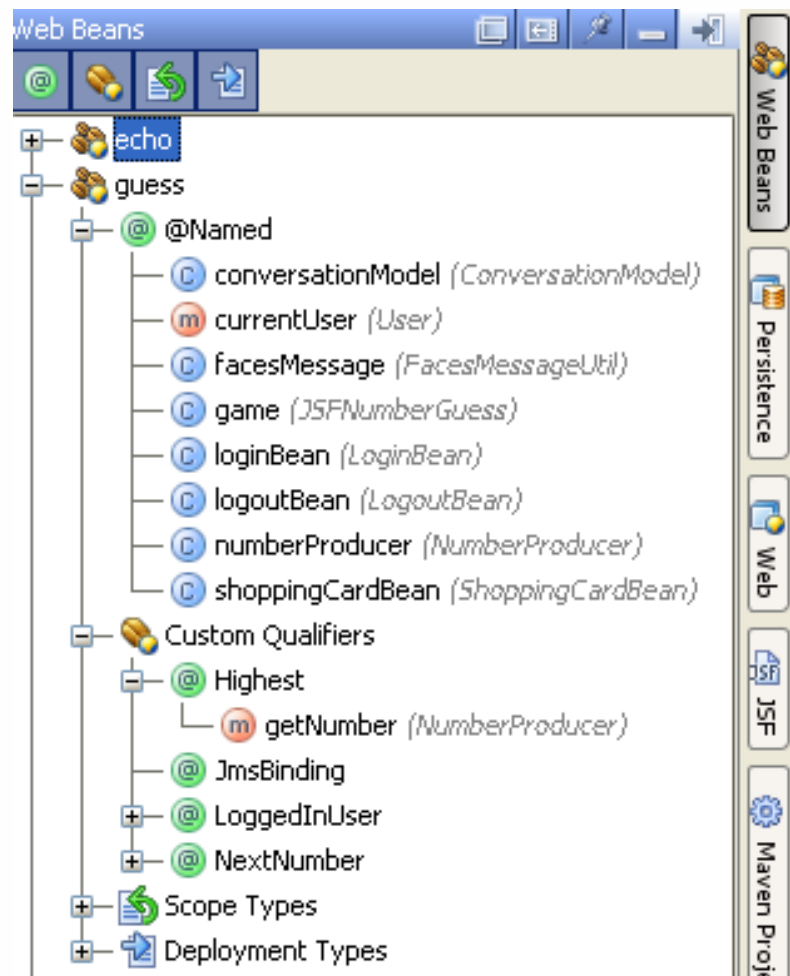 Web Beans
echo
guess
@Named
conversationModel (ConversationModel)
currentUser (User)
facesMessage (FacesMessageUtil)
game (JSFNumberGuess)
loginBean (LoginBean)
logoutBean (LogoutBean)
numberProducer (NumberProducer)
shoppingCardBean (ShoppingCardBean)
Custom Qualifiers
Highest
getNumber (NumberProducer)
JmsBinding
LoggedInUser
NextNumber
Scope Types
Deployment Types
Web Beans
Persistence
Web
JSF
Maven Proje